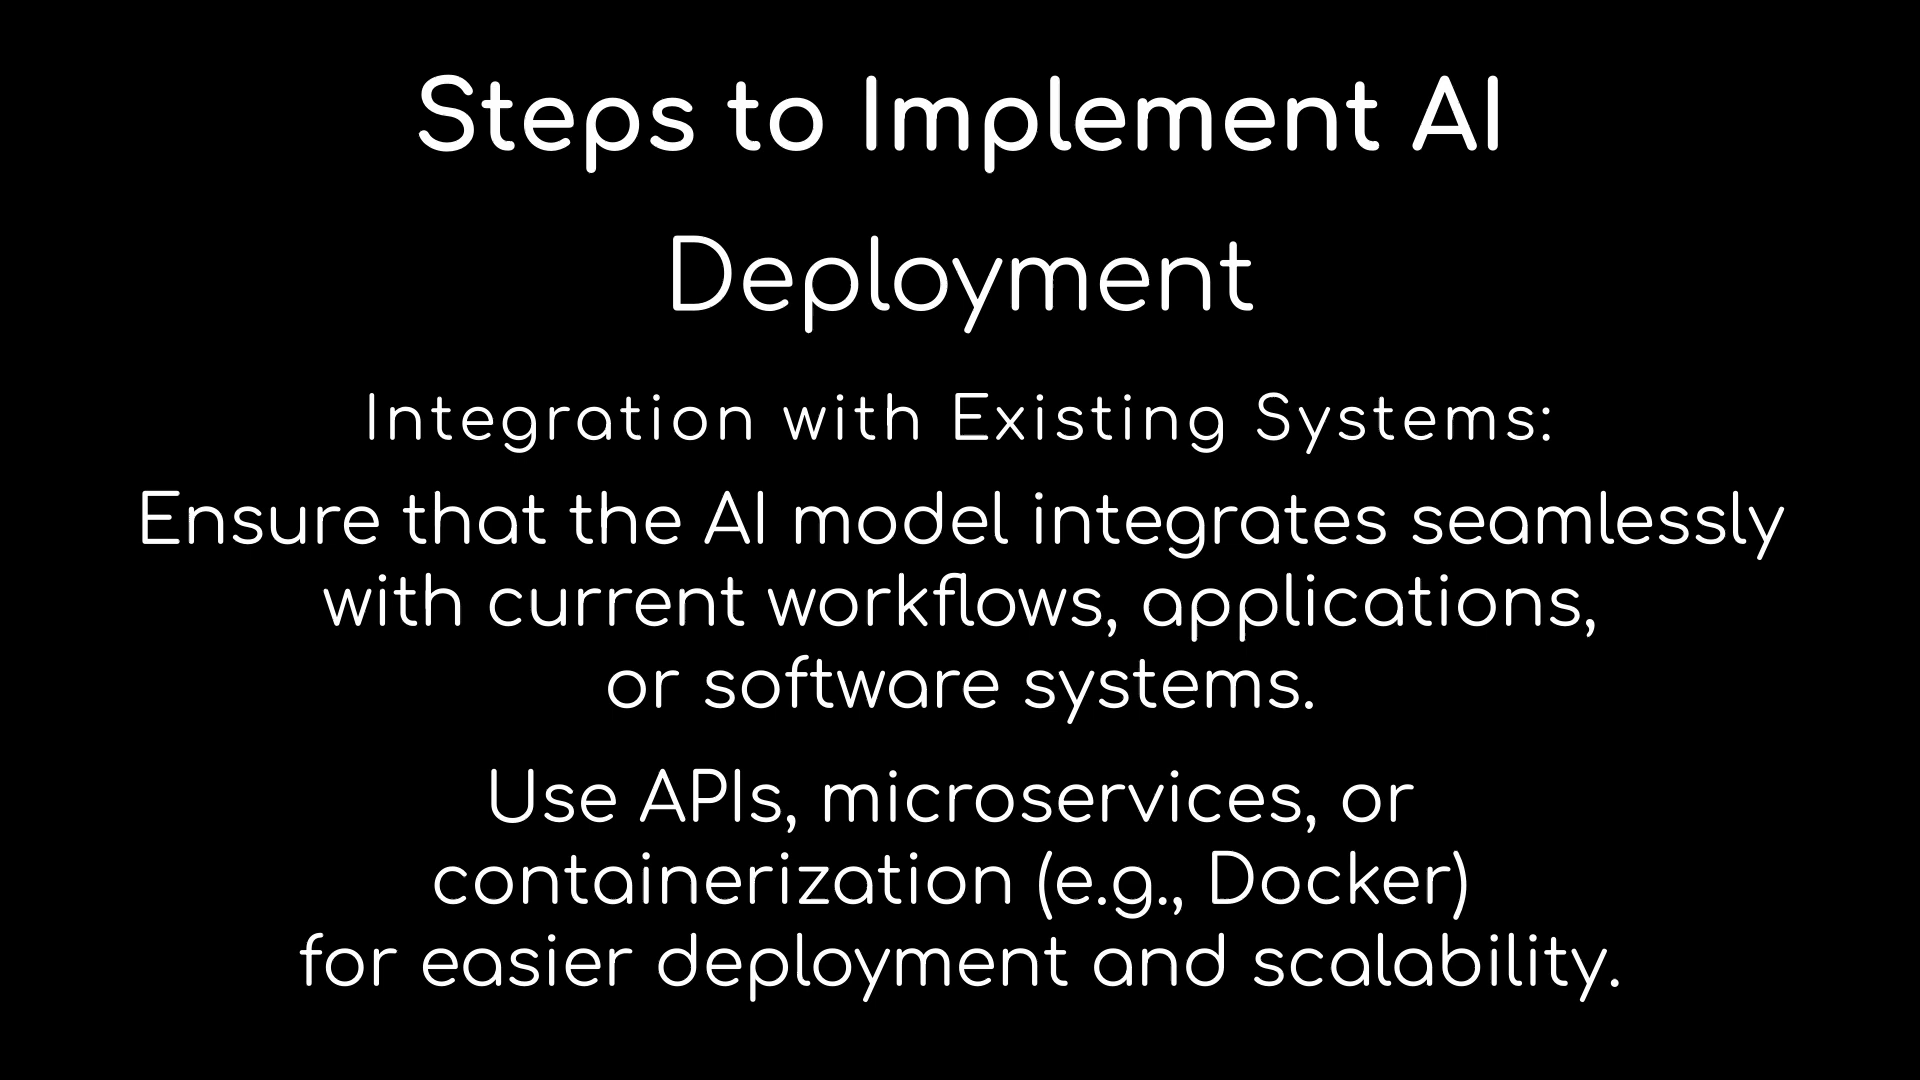 Steps to Implement AI
Deployment
Integration with Existing Systems:
Ensure that the AI model integrates seamlessly
with current workflows, applications,
or software systems.
Use APIs, microservices, or
containerization (e.g., Docker)
for easier deployment and scalability.